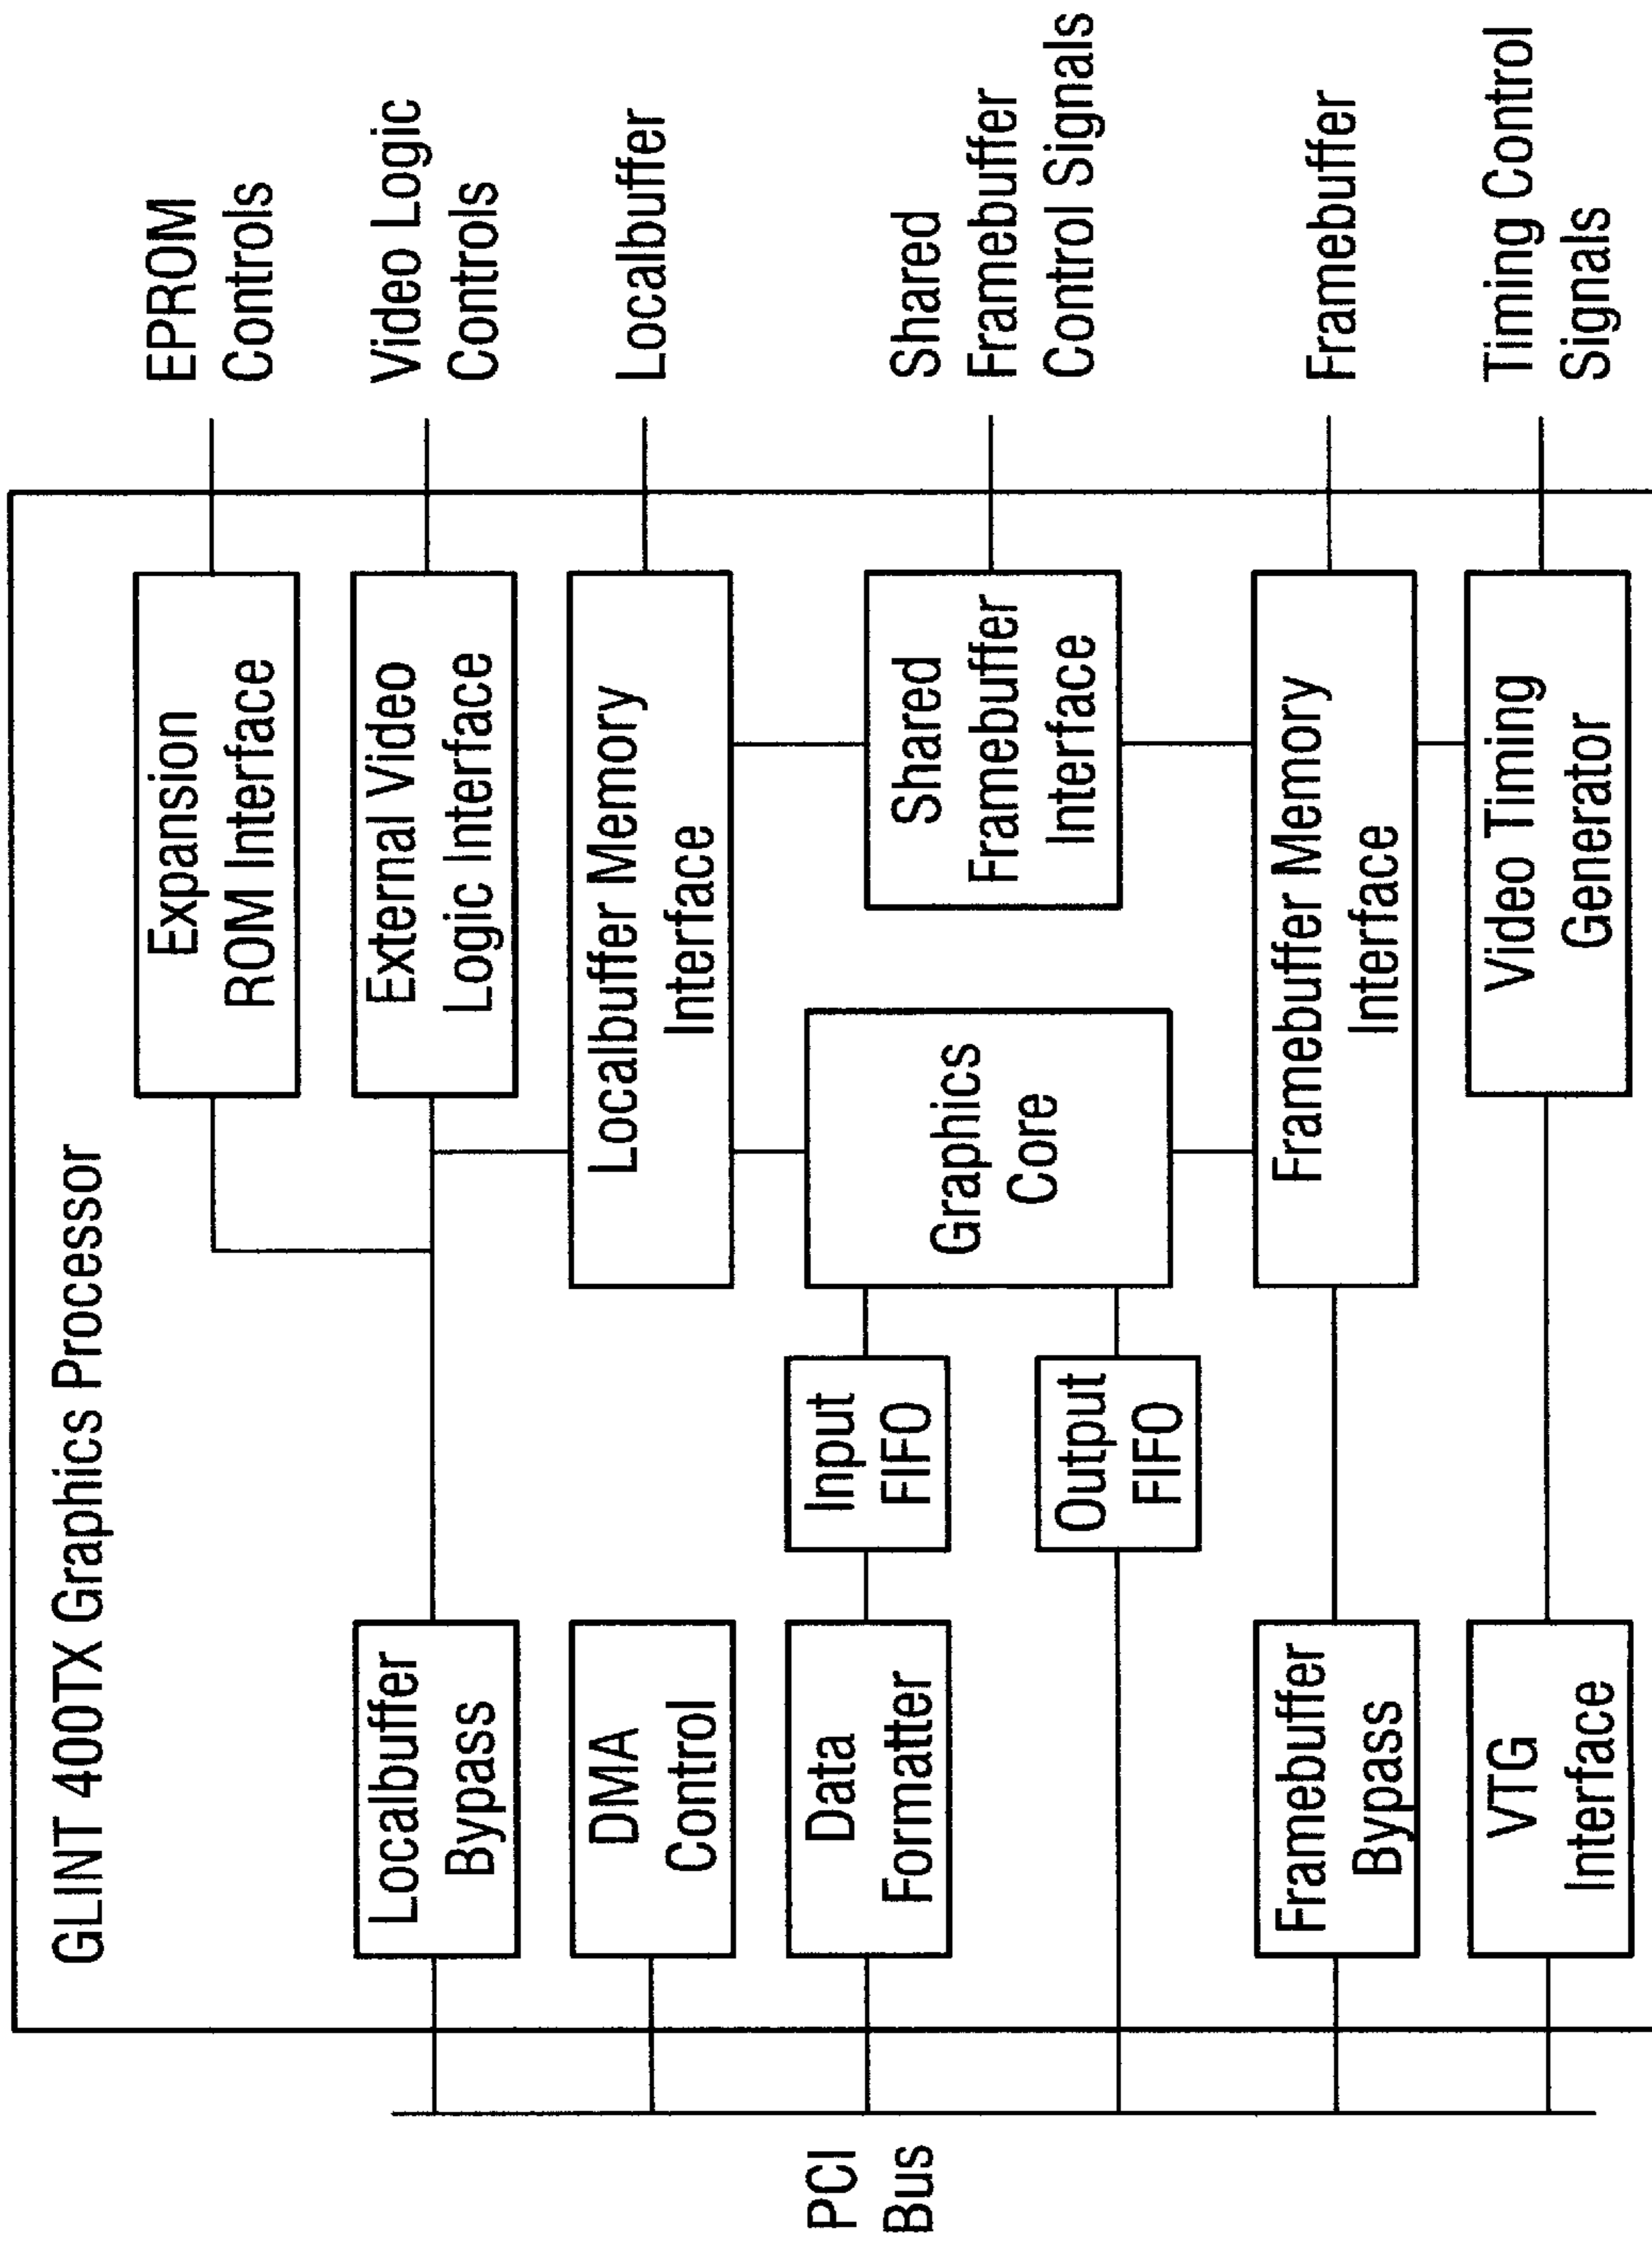 GLINT 400TX Graphics Processor
PCI
Bus
Localbuffer
Bypass
DMA
Control
Data
Formatter
Framebuffer
Bypass
VTG
Interface
Input
FIFO
Output
FIFO
Graphics
Core
Expansion
ROM Interface
External Video
Logic Interface
Localbuffer Memory
Interface
Shared
Framebuffer
Interface
Framebuffer Memory
Interface
Video Timing
Generator
EPROM
Controls
Video Logic
Controls
Localbuffer
Shared
Framebuffer
Control Signals
Framebuffer
Timing Control
Signals